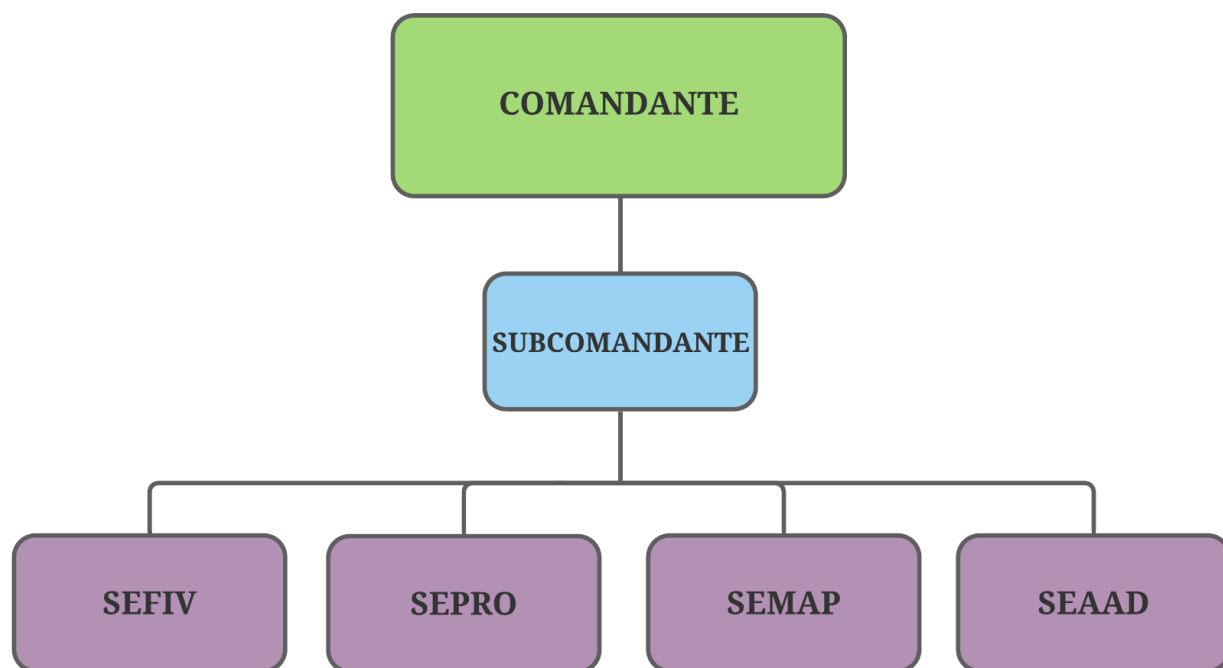 COMANDANTE
SUBCOMANDANTE
SEFIV
SEPRO
SEMAP
SEAAD